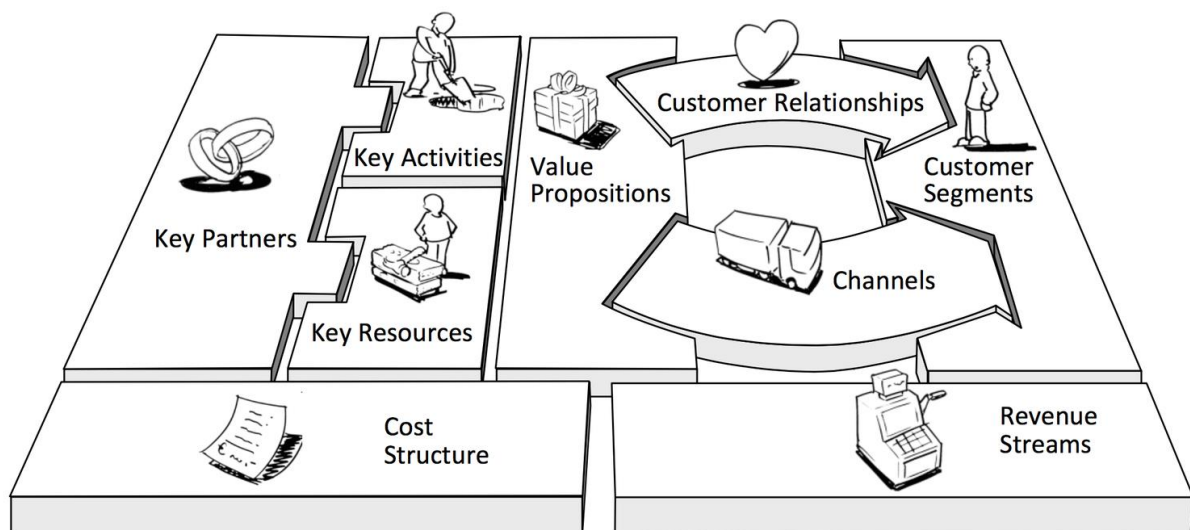 Key Partners
Key Activities
Key Resources
Value
Propositions
Customer Relationships
Channels
Customer
Segments
Cost
Structure
Revenue
Streams